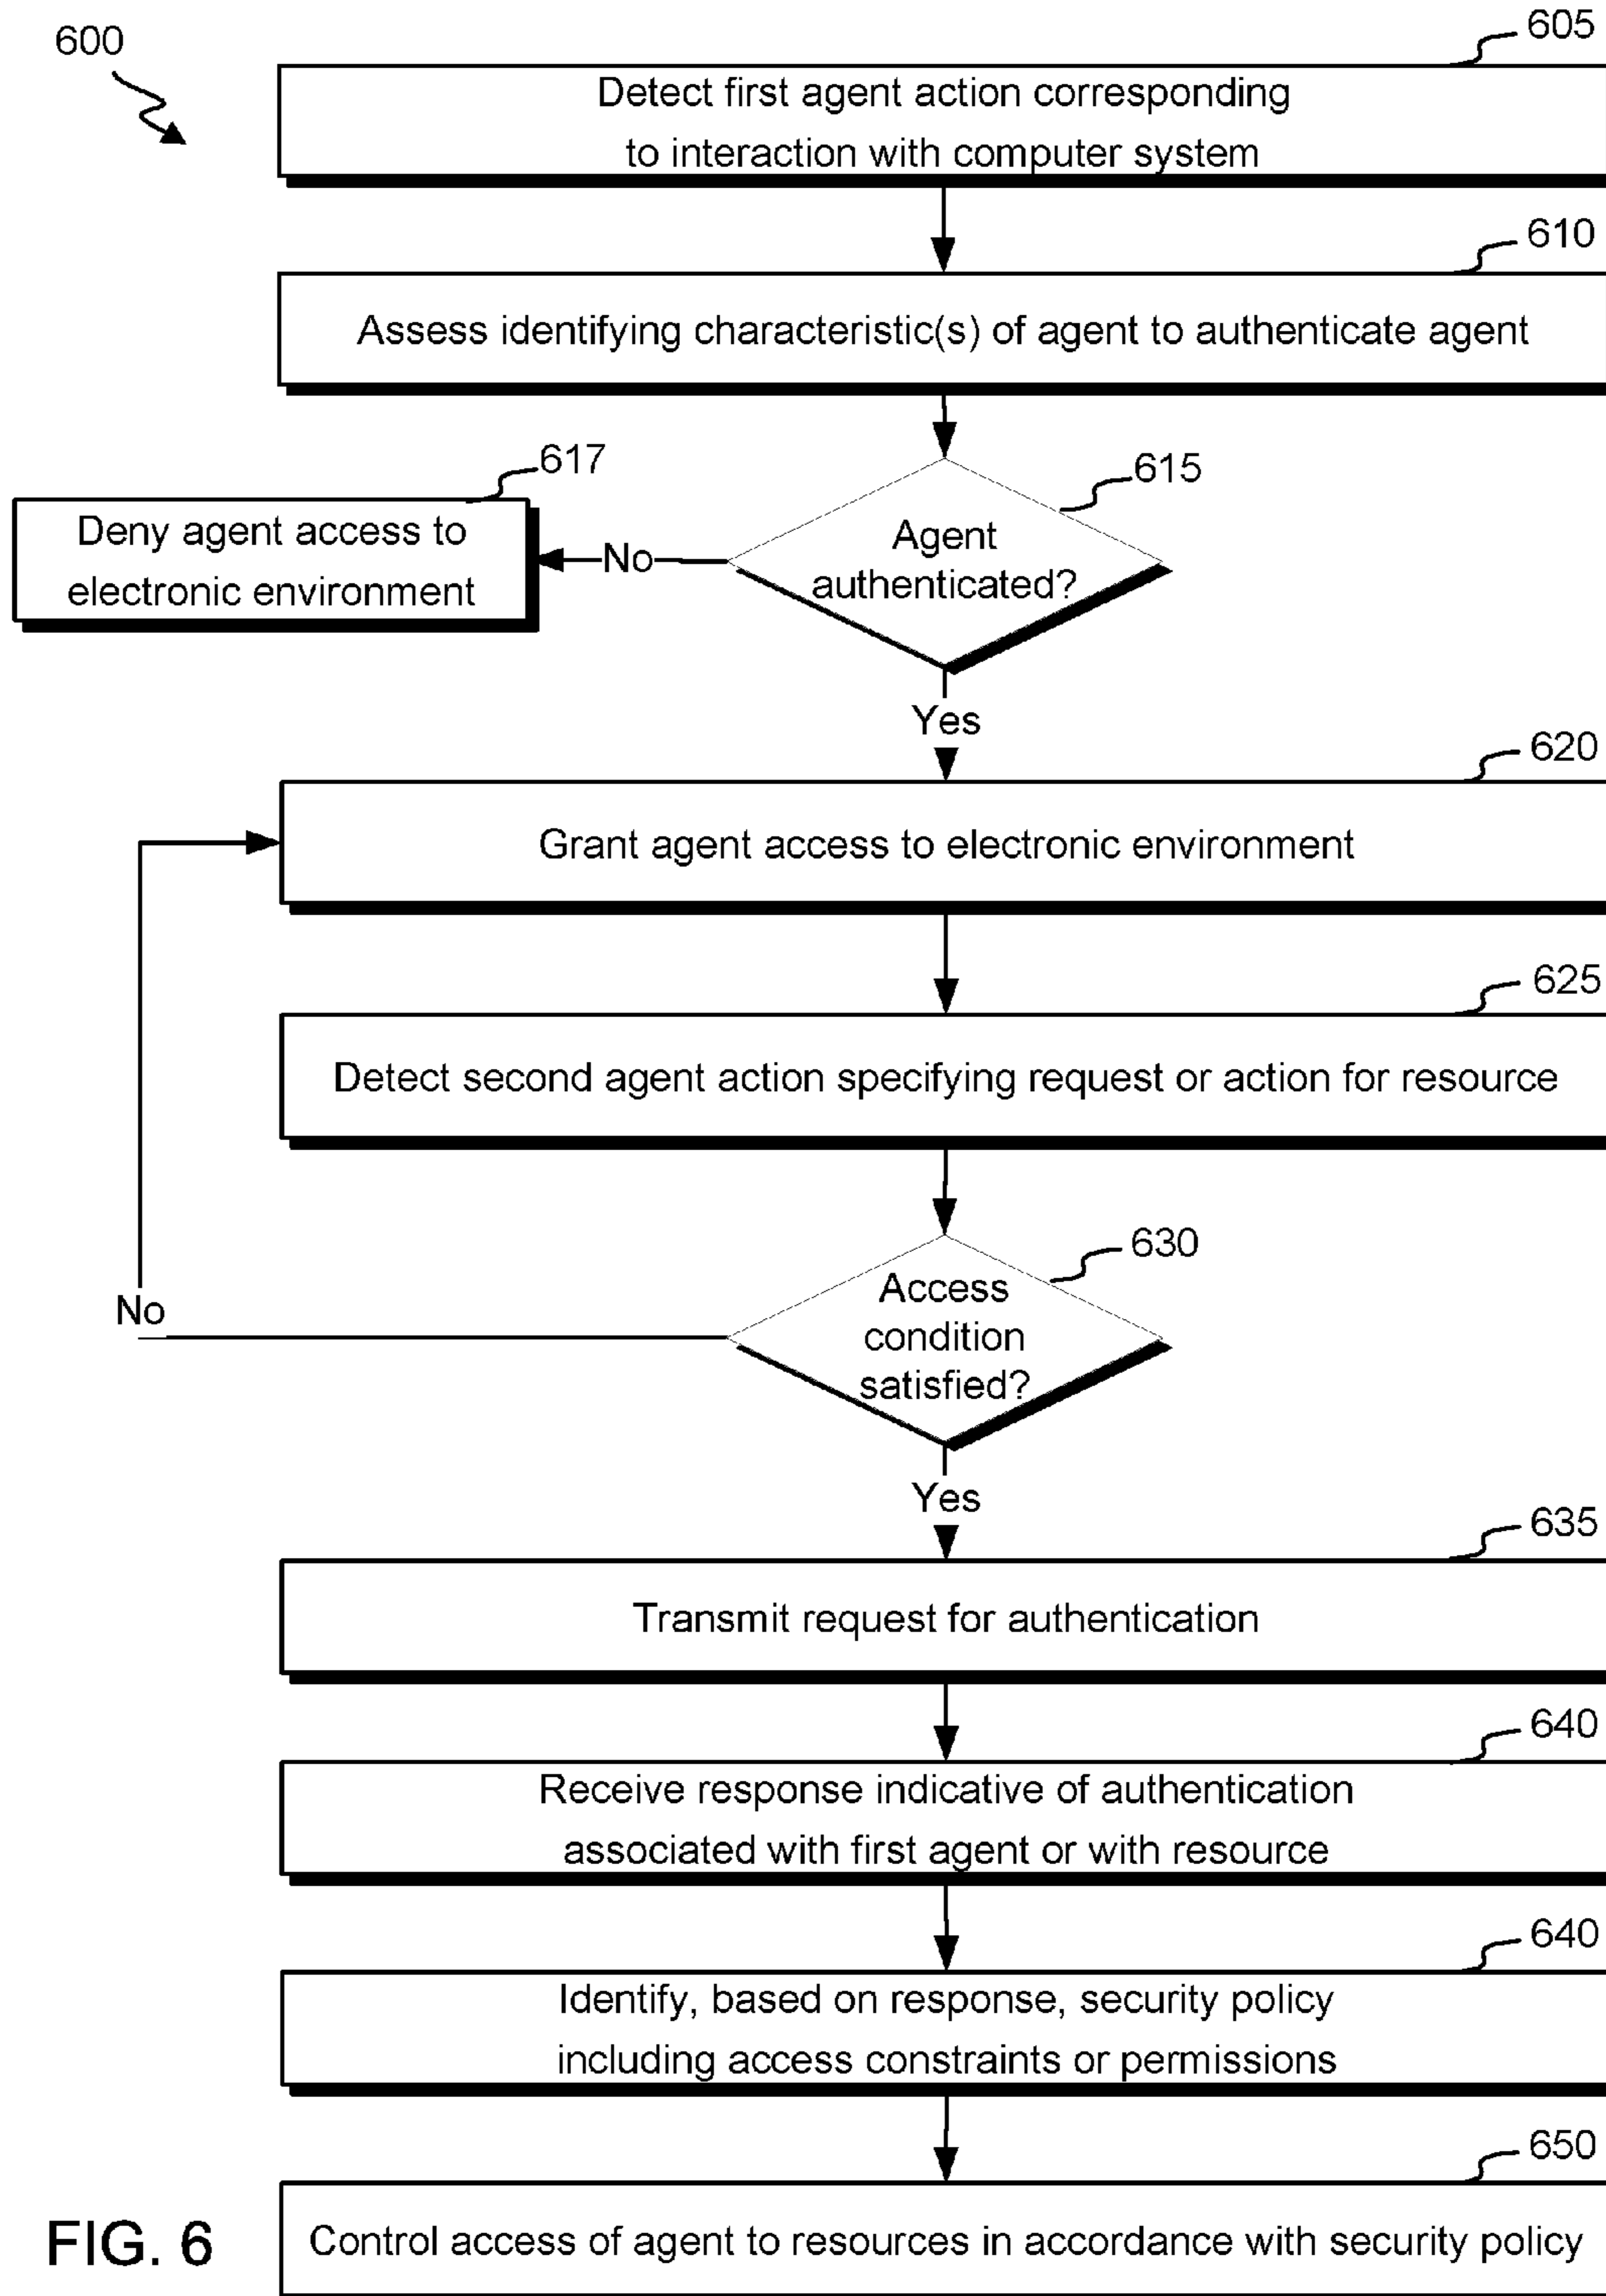 600
605
Detect first agent action corresponding
to interaction with computer system
610
Assess identifying characteristic(s) of agent to authenticate agent
615
Agent
authenticated?
No
617
Deny agent access to
electronic environment
Yes
620
Grant agent access to electronic environment
625
Detect second agent action specifying request or action for resource
630
Access
condition
satisfied?
No
Yes
635
Transmit request for authentication
640
Receive response indicative of authentication
associated with first agent or with resource
640
Identify, based on response, security policy
including access constraints or permissions
650
Control access of agent to resources in accordance with security policy
FIG. 6